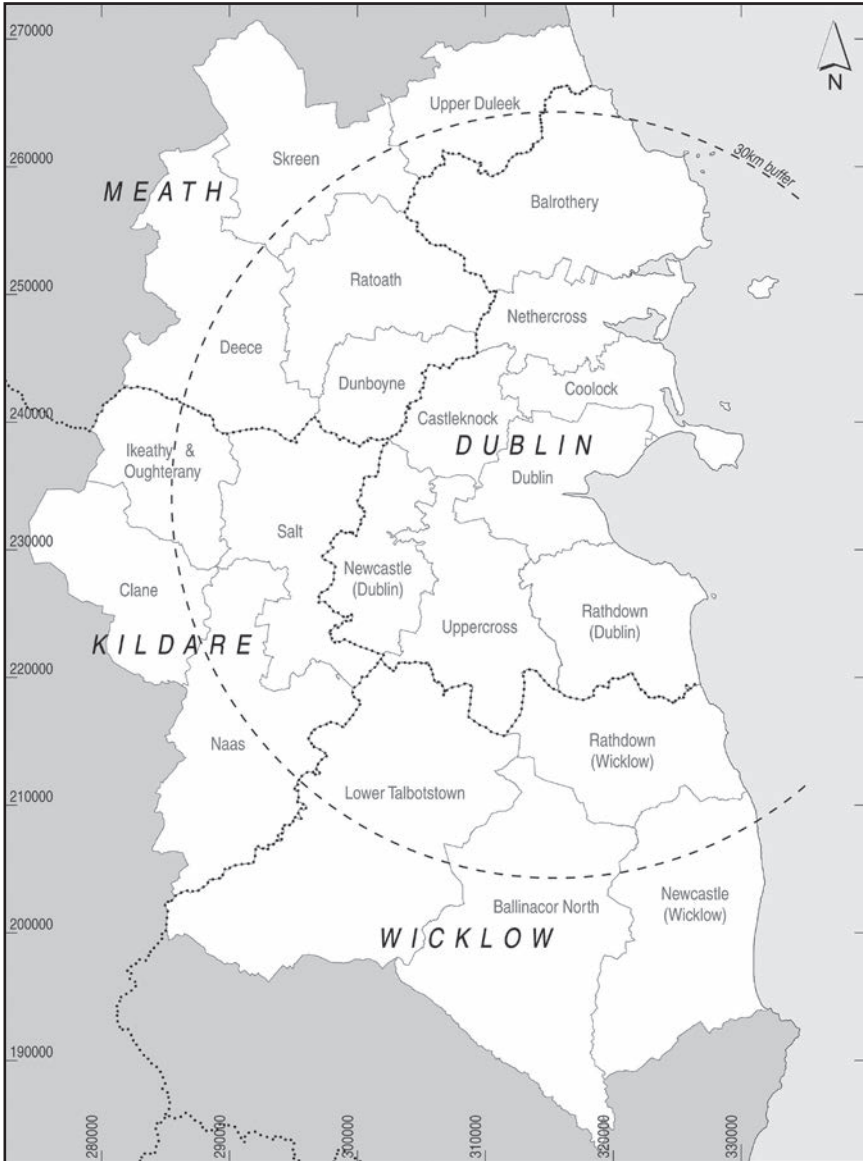 270000
N
Upper Duleek
260000
Skreen
30km buffer
MEATH
Balrothery
250000
Ratoath
Nethercross
Deece
Dunboyne
Coolock
240000
Castleknock
DUBLIN
Ikeathy &
Oughterany
Dublin
Salt
230000
Newcastle
(Dublin)
Clane
Rathdown
(Dublin)
Uppercross
KILDARE
220000
Naas
Rathdown
(Wicklow)
Lower Talbotstown
210000
Ballinacor North
Newcastle
(Wicklow)
200000
WICKLOW
190000
280000
290000
300000
310000
320000
330000